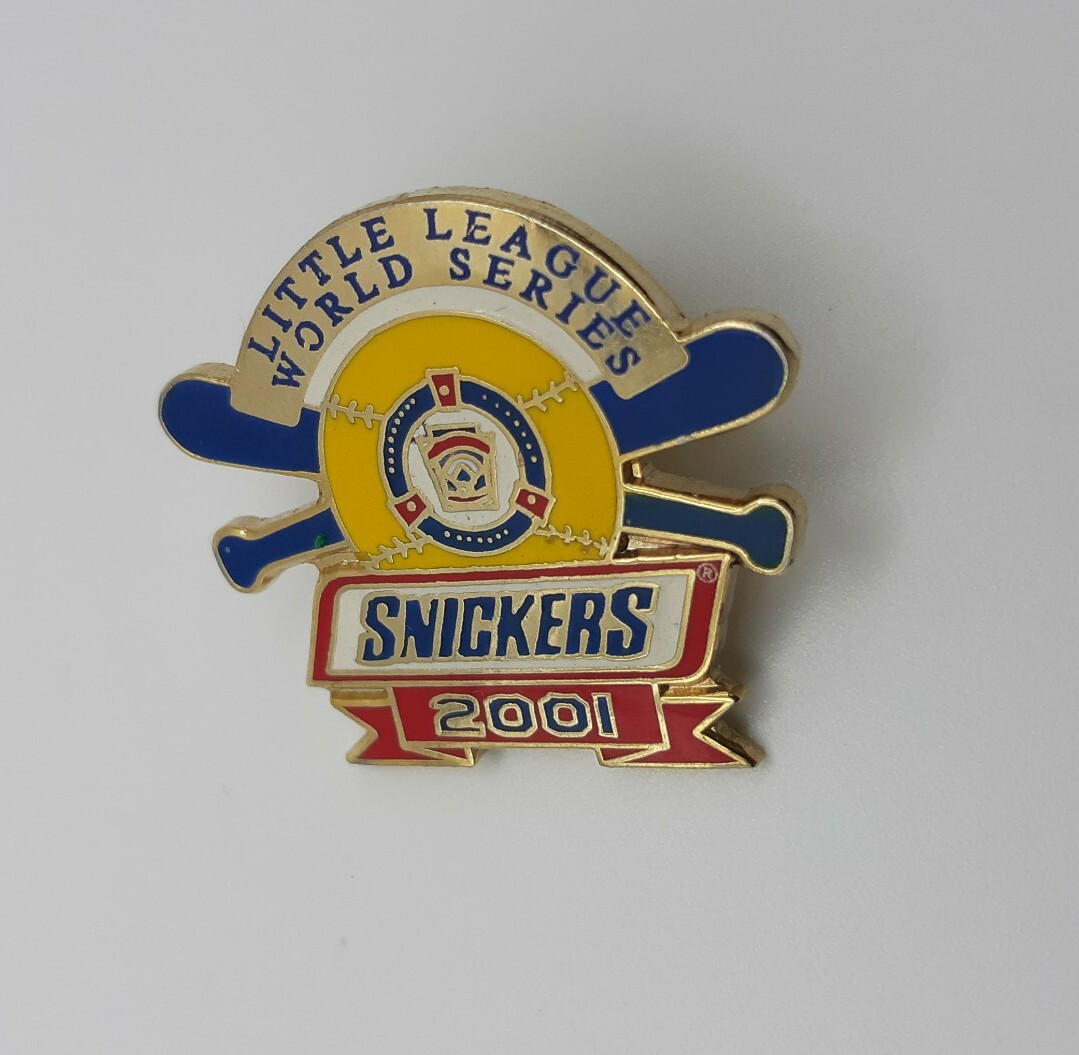 LITTLE LEAGUE
WORLD SERIES
SNICKERS®
2001